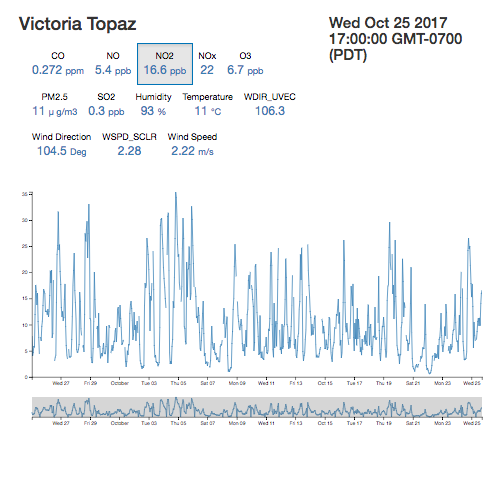 Victoria Topaz
Wed Oct 25 2017
17:00:00 GMT-0700
(PDT)
CO NO NO2 NOx O3
0.272 ppm 5.4 ppb 16.6 ppb 22 6.7 ppb
PM2.5 SO2 Humidity Temperature WDIR_UVEC
11 µ g/m3 0.3 ppb 93 % 11 °C 106.3
Wind Direction WSPD_SCLR Wind Speed
104.5 Deg 2.28 2.22 m/s
35
30
25
20
15
10
5
0
Wed 27 Fri 29 October Tue 03 Thu 05 Sat 07 Mon 09 Wed 11 Fri 13 Oct 15 Tue 17 Thu 19 Sat 21 Mon 23 Wed 25
Wed 27 Fri 29 October Tue 03 Thu 05 Sat 07 Mon 09 Wed 11 Fri 13 Oct 15 Tue 17 Thu 19 Sat 21 Mon 23 Wed 25